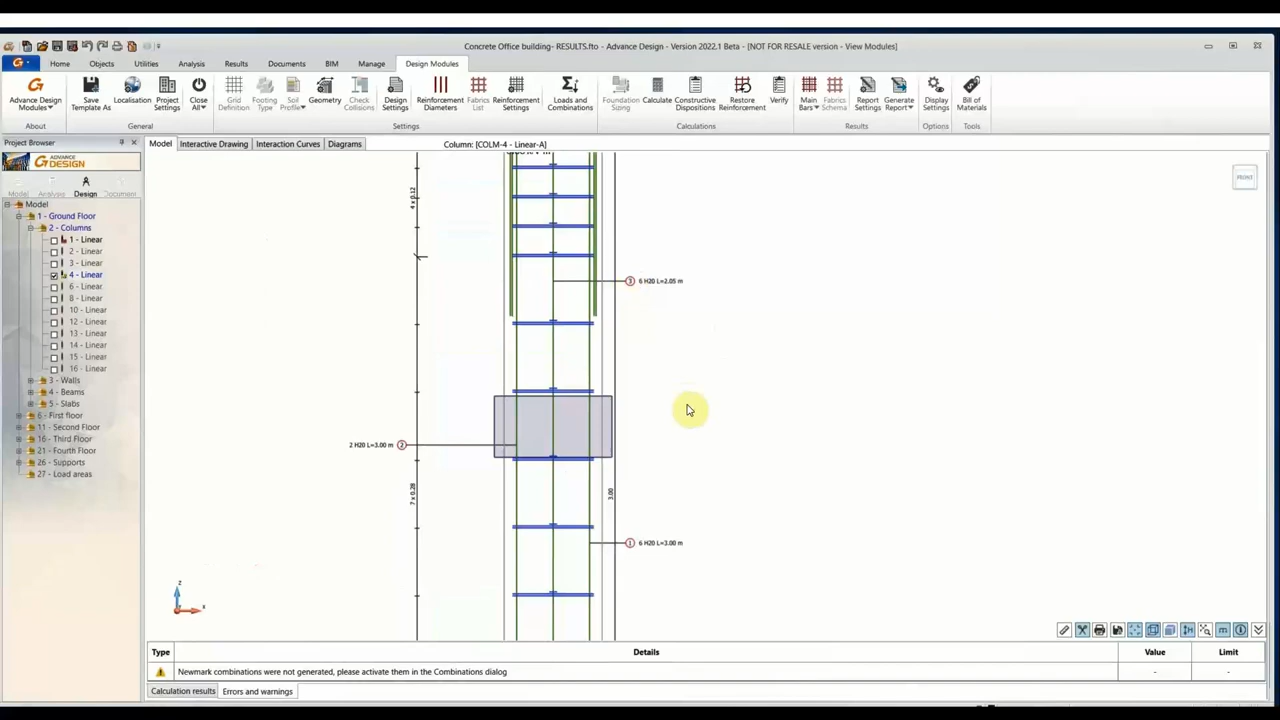 Concrete Office building- RESULTS.fto - Advance Design - Version 2022.1 Beta - [NOT FOR RESALE version - View Modules]
Home Objects Utilities Analysis Results Documents BIM Manage Design Modules
Advance Design Modules Save Template As Localisation Project Settings Close All Grid Definition Footing Type Soil Profile Geometry Check Collisions Design Settings Reinforcement Diameters Fabrics List Reinforcement Settings Loads and Combinations Foundation Sizing Calculate Constructive Dispositions Restore Reinforcement Verify Main Bars Fabrics Schema Report Settings Generate Report Display Settings Bill of Materials
About General Settings Calculations Results Options Tools
Project Browser
Model Interactive Drawing Interaction Curves Diagrams
Column: [COLM-4 - Linear-A]
ADVANCE DESIGN
Model Analysis Design Document
Model
1 - Ground Floor
2 - Columns
1 - Linear
2 - Linear
3 - Linear
4 - Linear
6 - Linear
8 - Linear
10 - Linear
12 - Linear
13 - Linear
14 - Linear
15 - Linear
16 - Linear
3 - Walls
4 - Beams
5 - Slabs
6 - First floor
11 - Second Floor
16 - Third Floor
21 - Fourth Floor
26 - Supports
27 - Load areas
FRONT
4 x 0.12
3 6 H20 L=2.05 m
2 H20 L=3.00 m 2
7 x 0.28
3.00
1 6 H20 L=3.00 m
z
x
Type Details Value Limit
Newmark combinations were not generated, please activate them in the Combinations dialog - -
Calculation results Errors and warnings